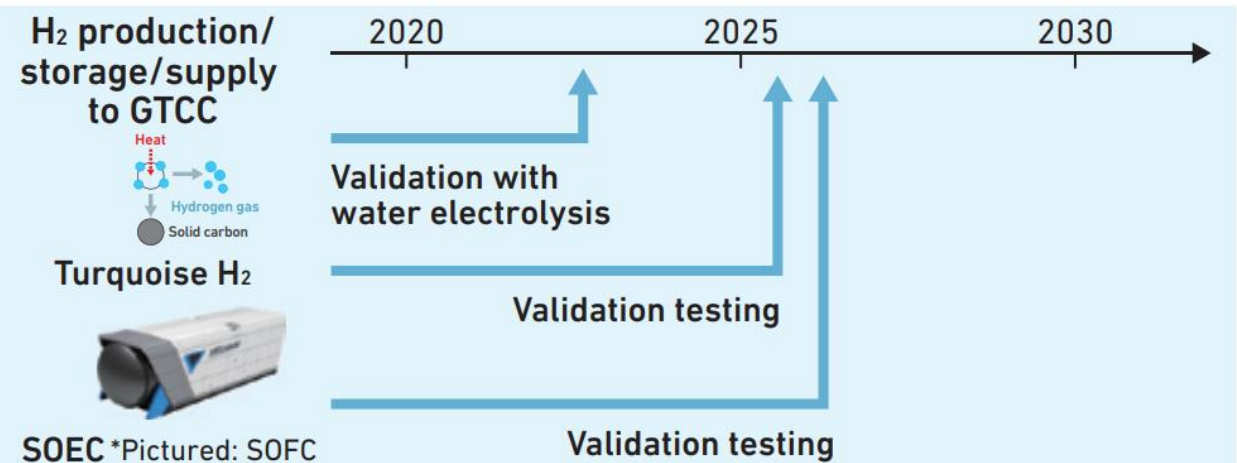 H₂ production/
storage/supply
to GTCC
2020
2025
2030
Heat
Hydrogen gas
Solid carbon
Validation with
water electrolysis
Turquoise H₂
Validation testing
SOEC *Pictured: SOFC
Validation testing